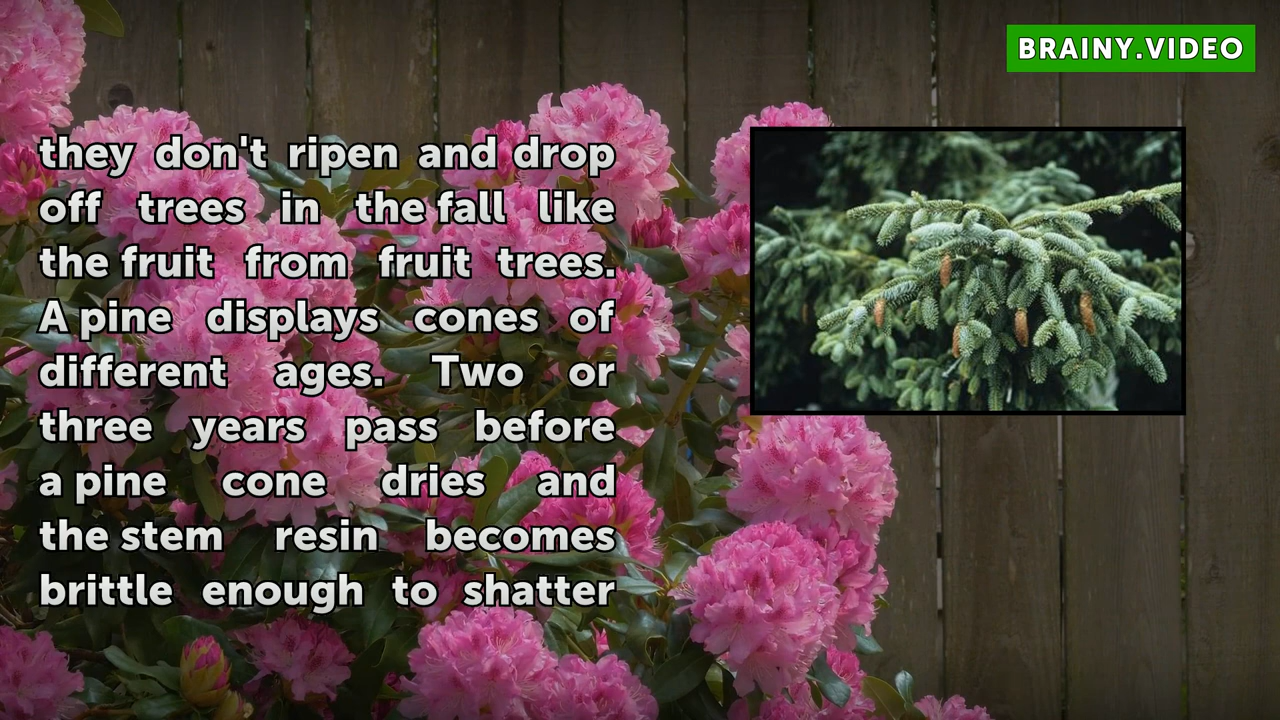 BRAINY.VIDEO
they don't ripen and drop
off trees in the fall like
the fruit from fruit trees.
A pine displays cones of
different ages. Two or
three years pass before
a pine cone dries and
the stem resin becomes
brittle enough to shatter